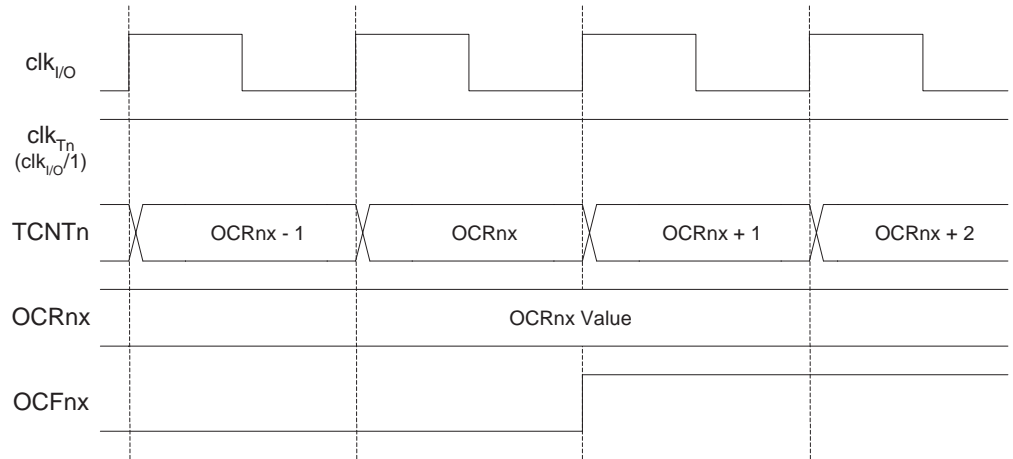 clkI/O
clkTn
(clkI/O/1)
TCNTn OCRnx - 1 OCRnx OCRnx + 1 OCRnx + 2
OCRnx OCRnx Value
OCFnx